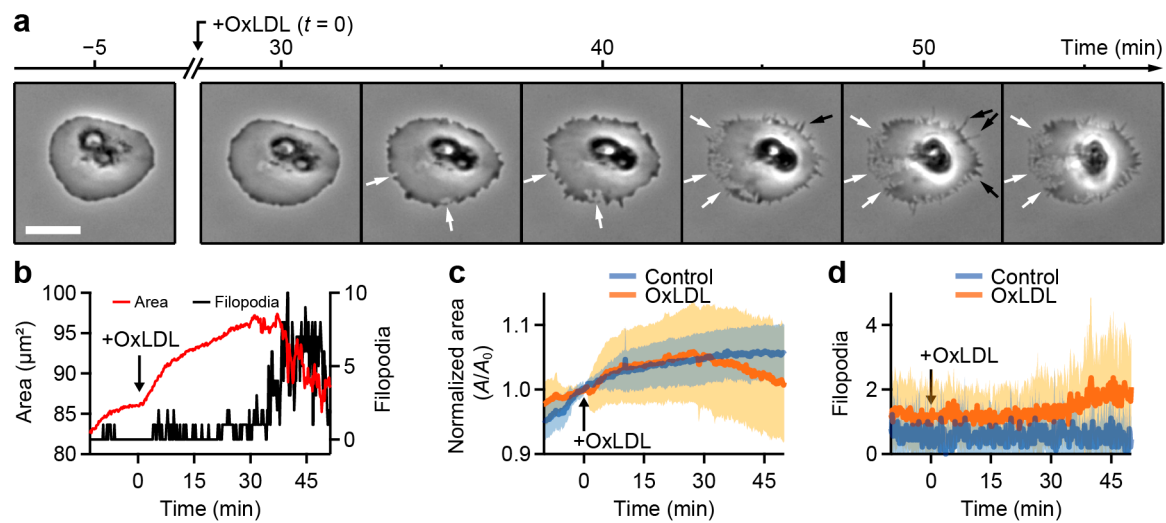 a
+OxLDL (t = 0)
−5 30 40 50 Time (min)
b
100
95
90
85
80
Area (μm²)
Area
Filopodia
+OxLDL
10
5
0
Filopodia
0 15 30 45
Time (min)
c
Control
OxLDL
1.10
1.0
0.9
Normalized area
(A/A0)
+OxLDL
0 15 30 45
Time (min)
d
Control
OxLDL
4
2
0
Filopodia
+OxLDL
0 15 30 45
Time (min)